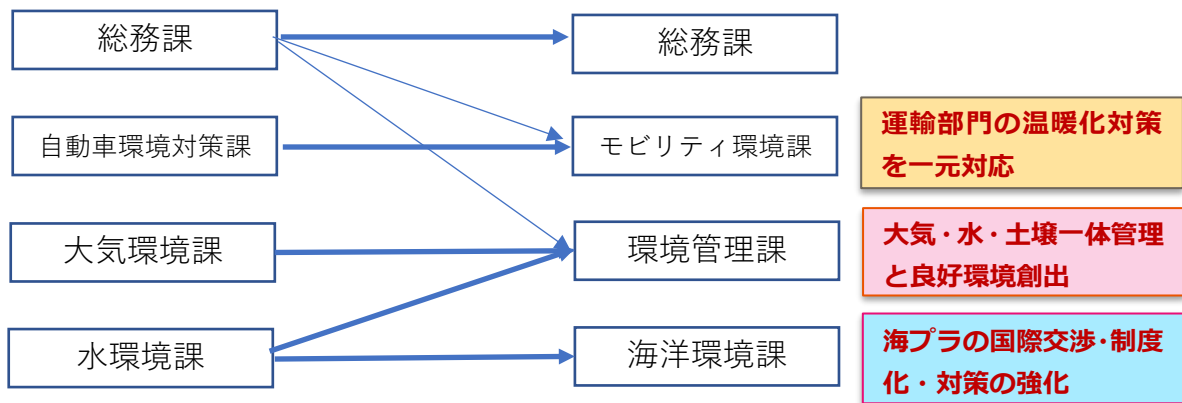 総務課
総務課
自動車環境対策課
モビリティ環境課
運輸部門の温暖化対策
を一元対応
大気環境課
環境管理課
大気・水・土壌一体管理
と良好環境創出
水環境課
海洋環境課
海プラの国際交渉・制度
化・対策の強化